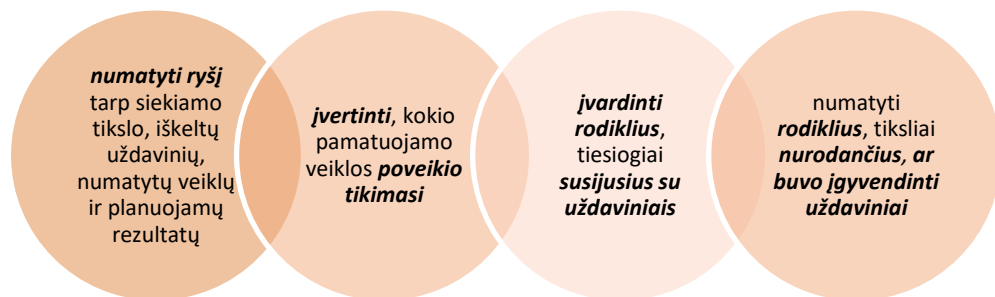 numatyti ryšį
tarp siekiamo
tikslo, iškeltų
uždavinių,
numatytų veiklų
ir planuojamų
rezultatų
įvertinti, kokio
pamatuojamo
veiklos poveikio
tikimasi
įvardinti
rodiklius,
tiesiogiai
susijusius su
uždaviniais
numatyti
rodiklius, tiksliai
nurodančius, ar
buvo įgyvendinti
uždaviniai